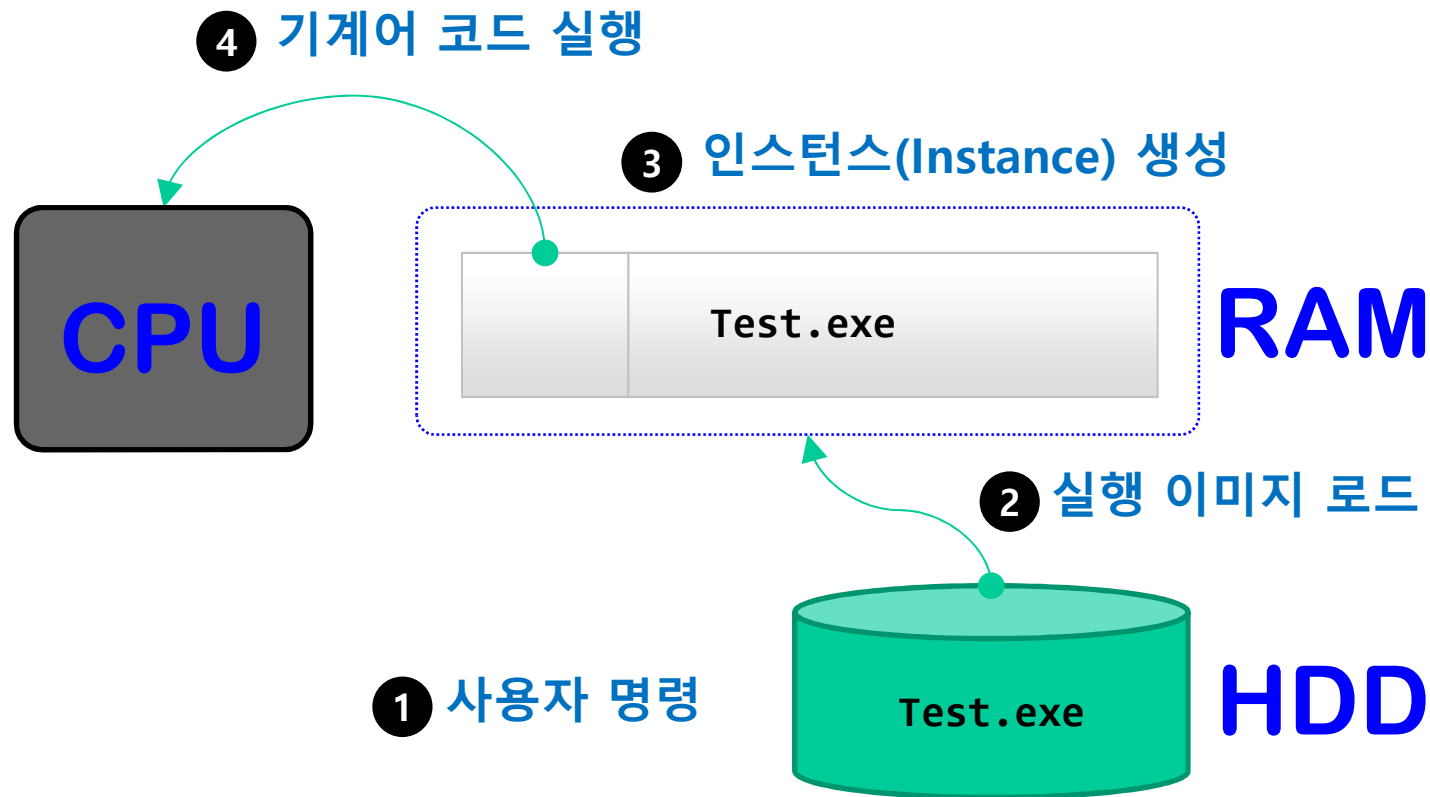 4 기계어 코드 실행
3 인스턴스(Instance) 생성
CPU
Test.exe
RAM
2 실행 이미지 로드
1 사용자 명령
Test.exe
HDD